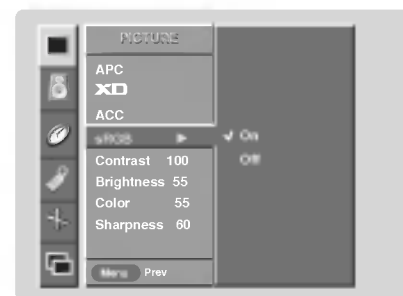 PICTURE
APC
XD
ACC
sRGB
Contrast 100
Brightness 55
Color 55
Sharpness 60
On
Off
Menu Prev